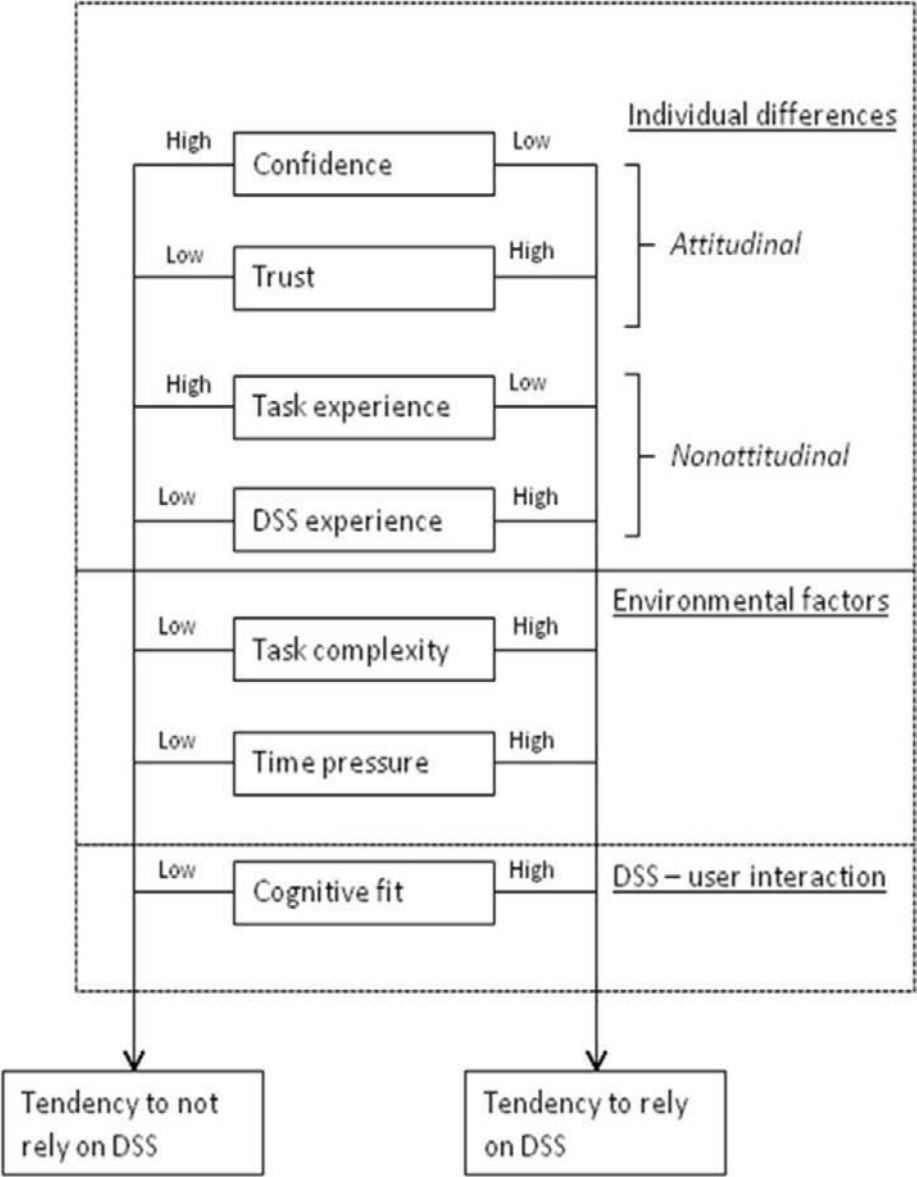 Individual differences
High
Confidence
Low
Attitudinal
Low
Trust
High
High
Task experience
Low
Nonattitudinal
Low
DSS experience
High
Environmental factors
Low
Task complexity
High
Low
Time pressure
High
Low
Cognitive fit
High
DSS – user interaction
Tendency to not
rely on DSS
Tendency to rely
on DSS